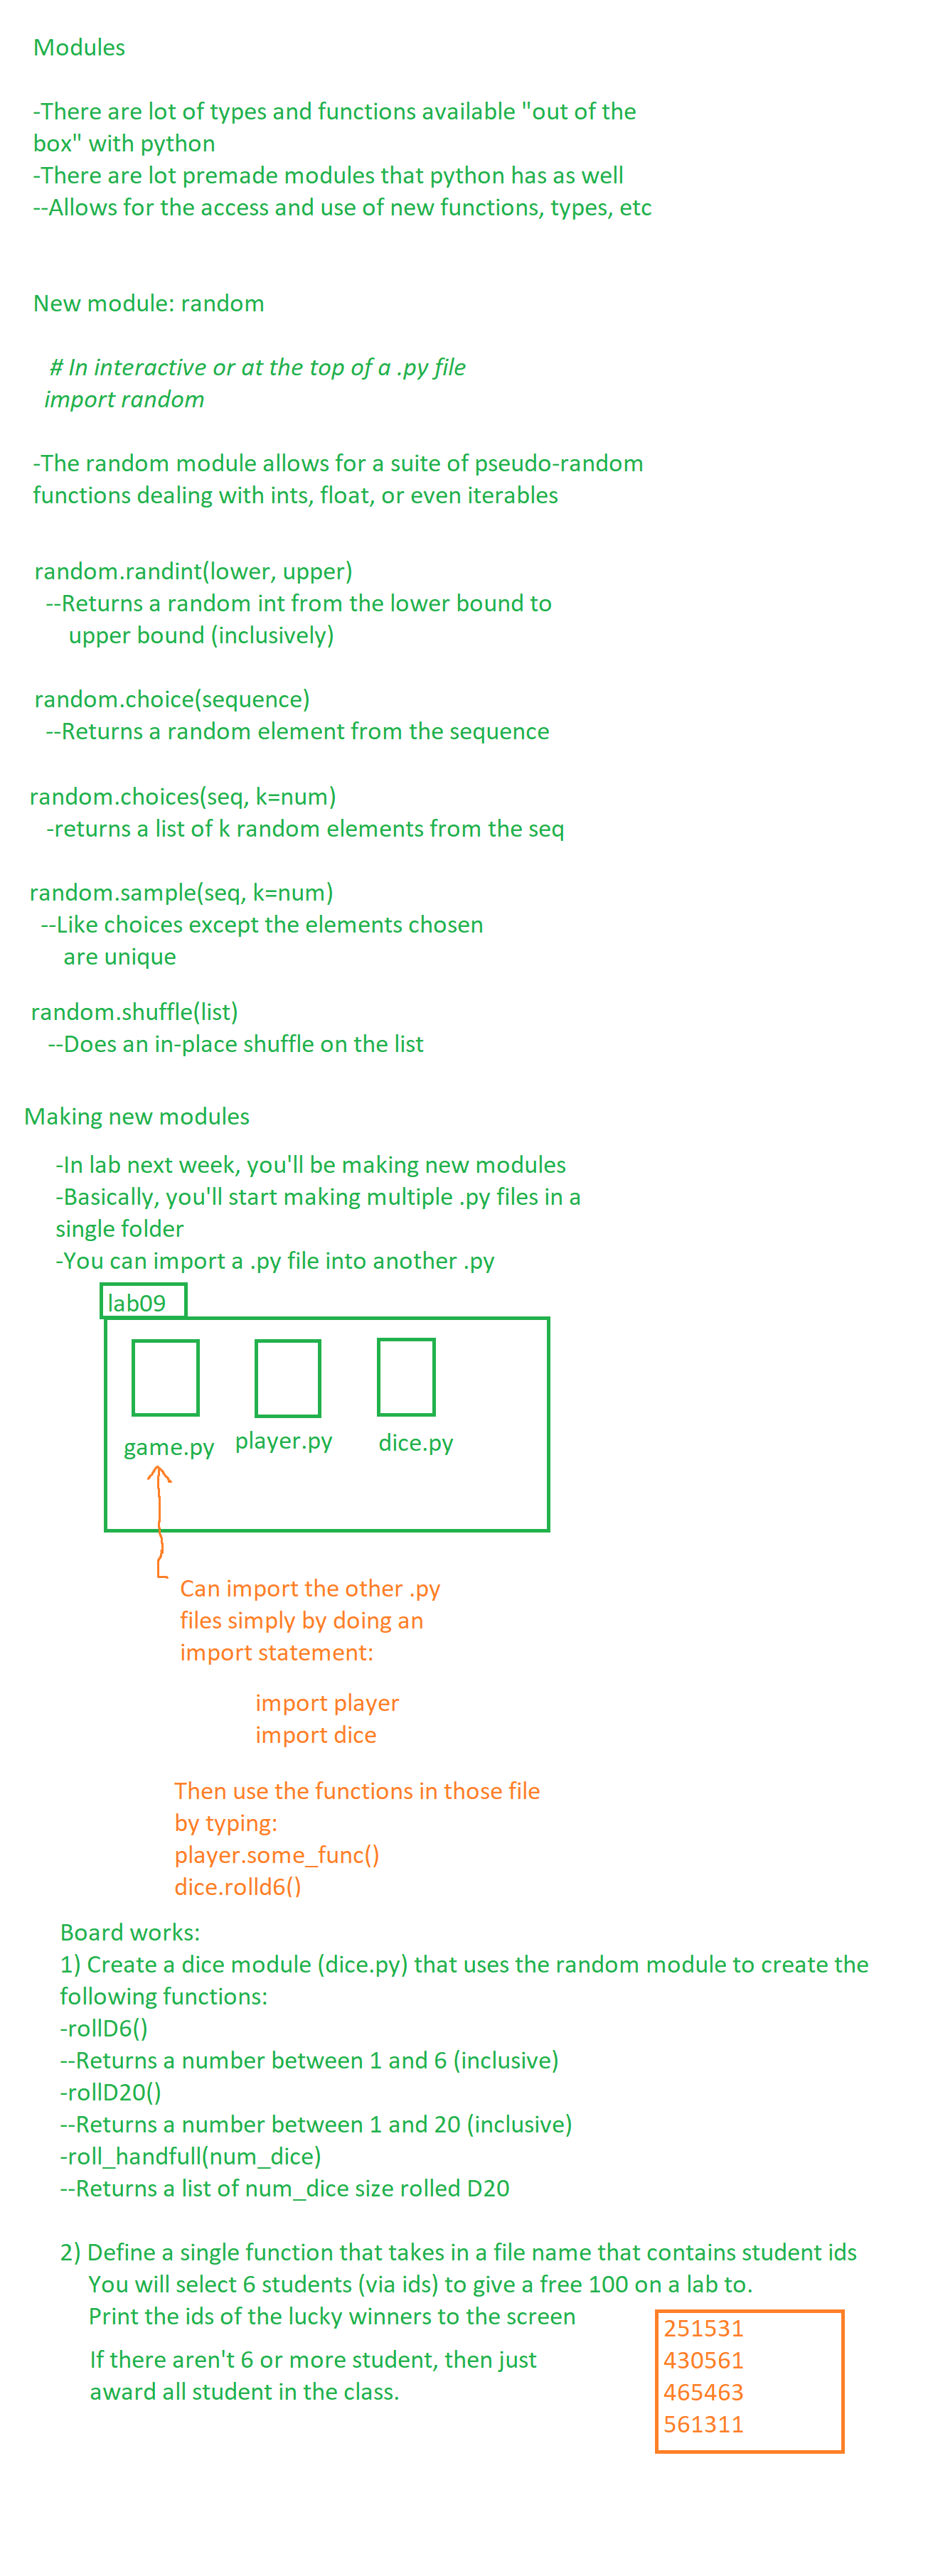 Modules
-There are lot of types and functions available "out of the
box" with python
-There are lot premade modules that python has as well
--Allows for the access and use of new functions, types, etc
New module: random
# In interactive or at the top of a .py file
import random
-The random module allows for a suite of pseudo-random
functions dealing with ints, float, or even iterables
random.randint(lower, upper)
--Returns a random int from the lower bound to
upper bound (inclusively)
random.choice(sequence)
--Returns a random element from the sequence
random.choices(seq, k=num)
-returns a list of k random elements from the seq
random.sample(seq, k=num)
--Like choices except the elements chosen
are unique
random.shuffle(list)
--Does an in-place shuffle on the list
Making new modules
-In lab next week, you'll be making new modules
-Basically, you'll start making multiple .py files in a
single folder
-You can import a .py file into another .py
lab09
game.py player.py dice.py
Can import the other .py
files simply by doing an
import statement:
import player
import dice
Then use the functions in those file
by typing:
player.some_func()
dice.rolld6()
Board works:
1) Create a dice module (dice.py) that uses the random module to create the
following functions:
-rollD6()
--Returns a number between 1 and 6 (inclusive)
-rollD20()
--Returns a number between 1 and 20 (inclusive)
-roll_handfull(num_dice)
--Returns a list of num_dice size rolled D20
2) Define a single function that takes in a file name that contains student ids
You will select 6 students (via ids) to give a free 100 on a lab to.
Print the ids of the lucky winners to the screen
If there aren't 6 or more student, then just
award all student in the class.
251531
430561
465463
561311